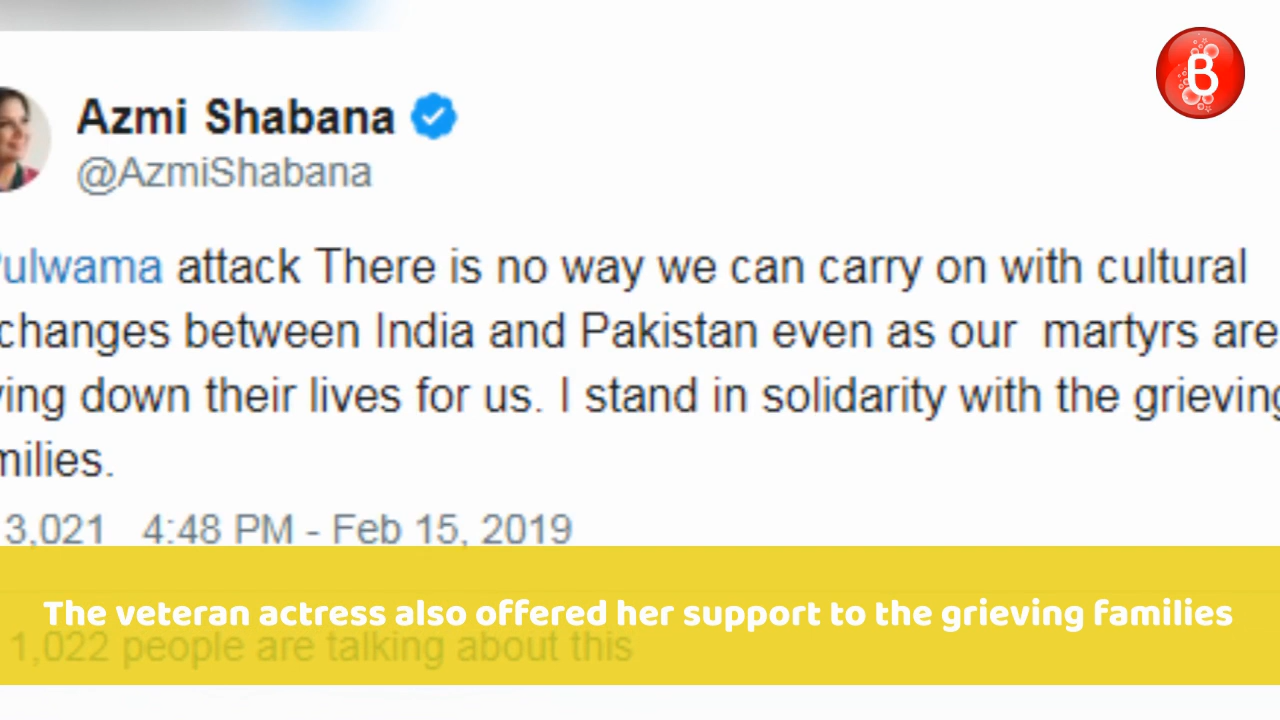 Azmi Shabana
@AzmiShabana
Pulwama attack There is no way we can carry on with cultural
changes between India and Pakistan even as our martyrs are
ying down their lives for us. I stand in solidarity with the grieving
milies.
3,021 4:48 PM - Feb 15, 2019
The veteran actress also offered her support to the grieving families
1,022 people are talking about this
B